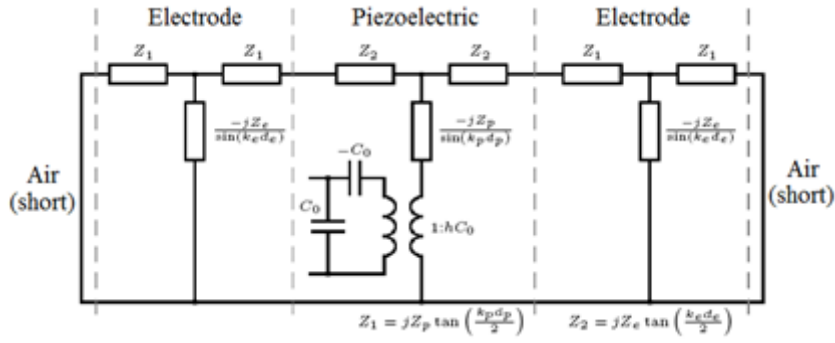 Electrode Piezoelectric Electrode
Z₁ Z₁ Z₂ Z₂ Z₁ Z₁
-jZₑ/sin(kₑdₑ) -jZₚ/sin(kₚdₚ) -jZₑ/sin(kₑdₑ)
-C₀
Air (short)
C₀
1:hC₀
Air (short)
Z₁ = jZₚ tan(kₚdₚ/2) Z₂ = jZₑ tan(kₑdₑ/2)